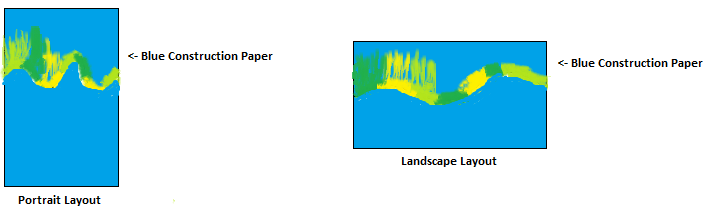 <- Blue Construction Paper
<- Blue Construction Paper
Landscape Layout
Portrait Layout